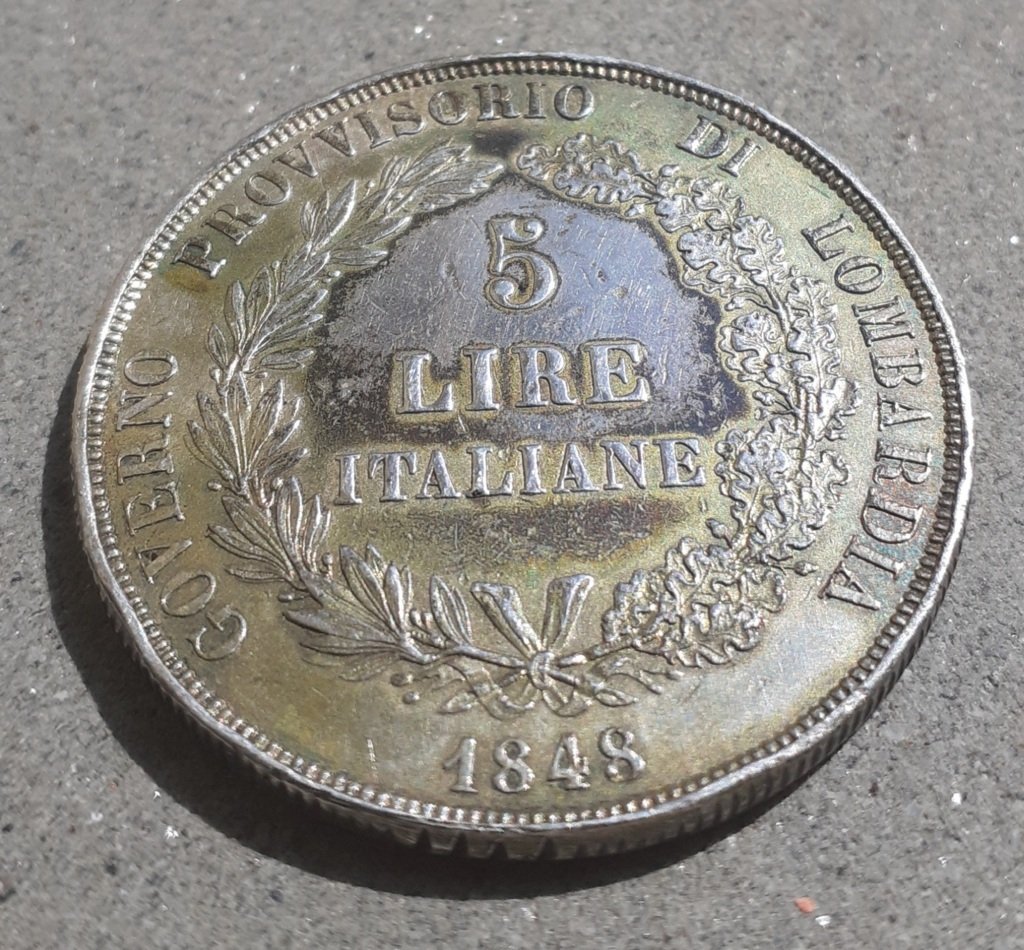 GOVERNO PROVVISORIO DI LOMBARDIA
5
LIRE
ITALIANE
1848